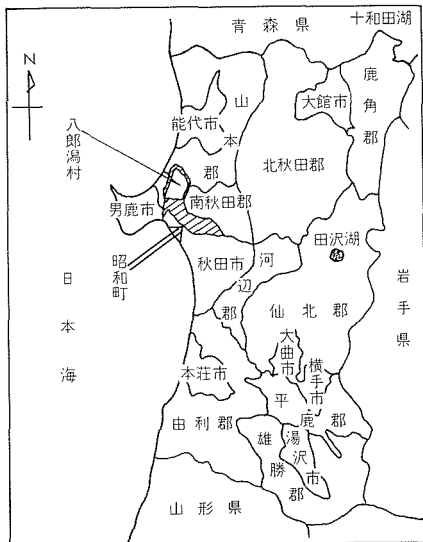 青森県
十和田湖
N
鹿角郡
大館市
山本郡
能代市
八郎潟村
北秋田郡
男鹿市
南秋田郡
田沢湖
昭和町
秋田市
河辺郡
岩手県
日本海
仙北郡
大曲市
横手市
本荘市
平鹿郡
由利郡
雄勝郡
湯沢市
山形県